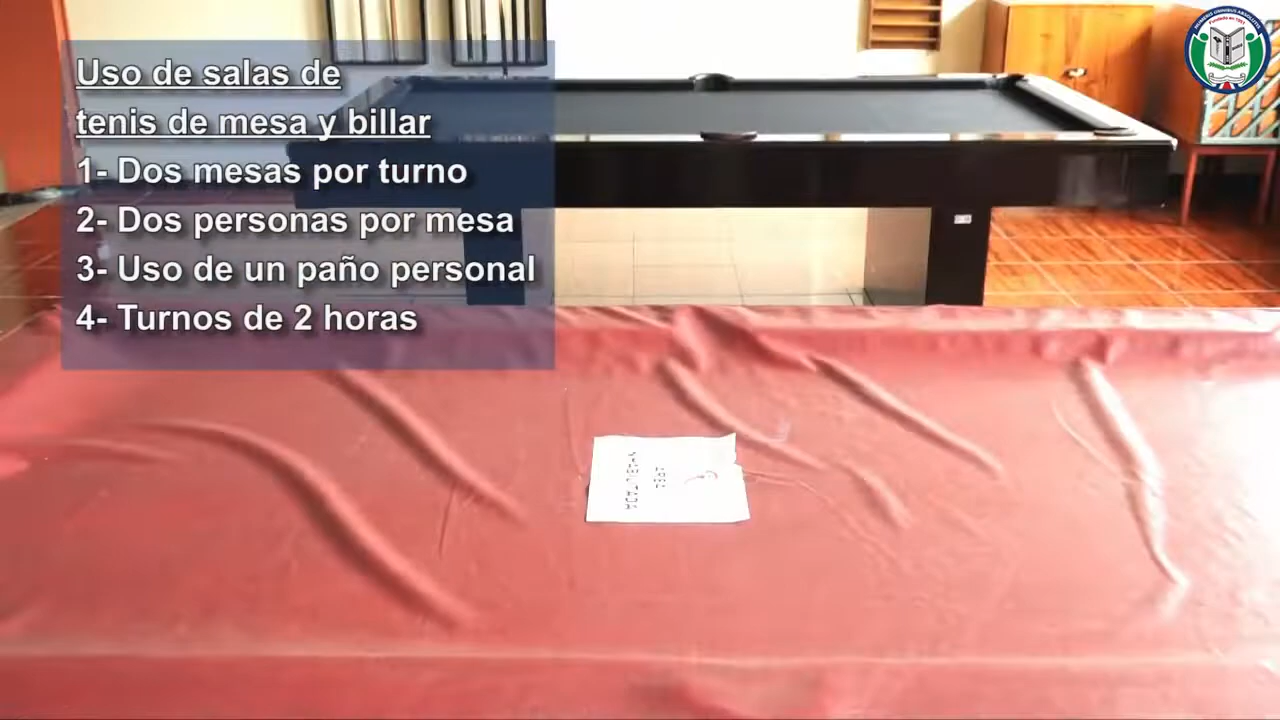 Uso de salas de
tenis de mesa y billar
1- Dos mesas por turno
2- Dos personas por mesa
3- Uso de un paño personal
4- Turnos de 2 horas